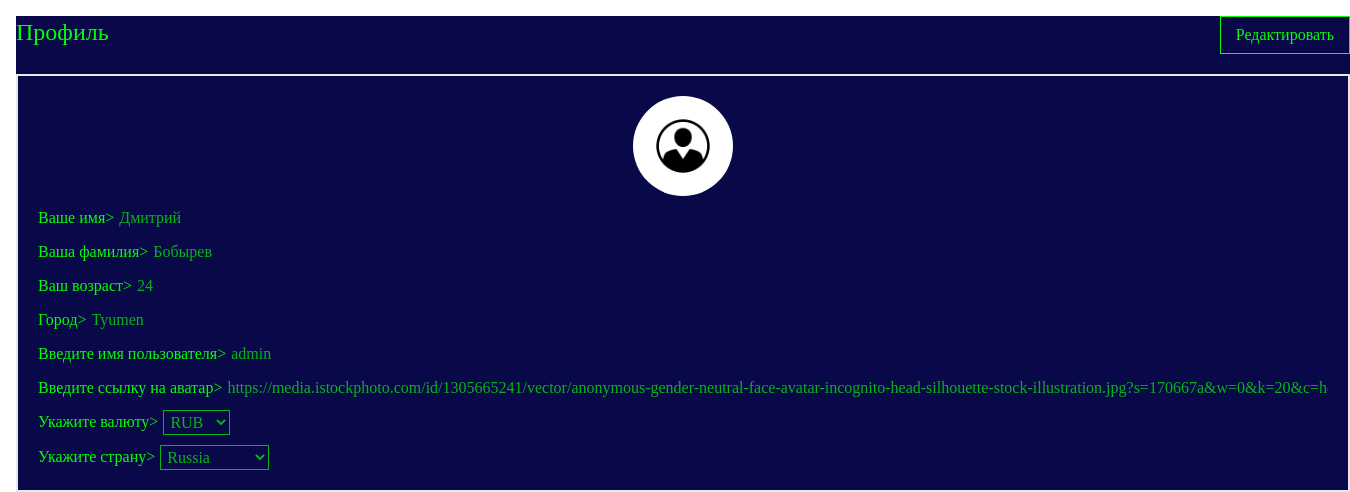 Профиль
Редактировать
Ваше имя> Дмитрий
Ваша фамилия> Бобырев
Ваш возраст> 24
Город> Tyumen
Введите имя пользователя> admin
Введите ссылку на аватар> https://media.istockphoto.com/id/1305665241/vector/anonymous-gender-neutral-face-avatar-incognito-head-silhouette-stock-illustration.jpg?s=170667a&w=0&k=20&c=h
Укажите валюту> RUB
Укажите страну> Russia